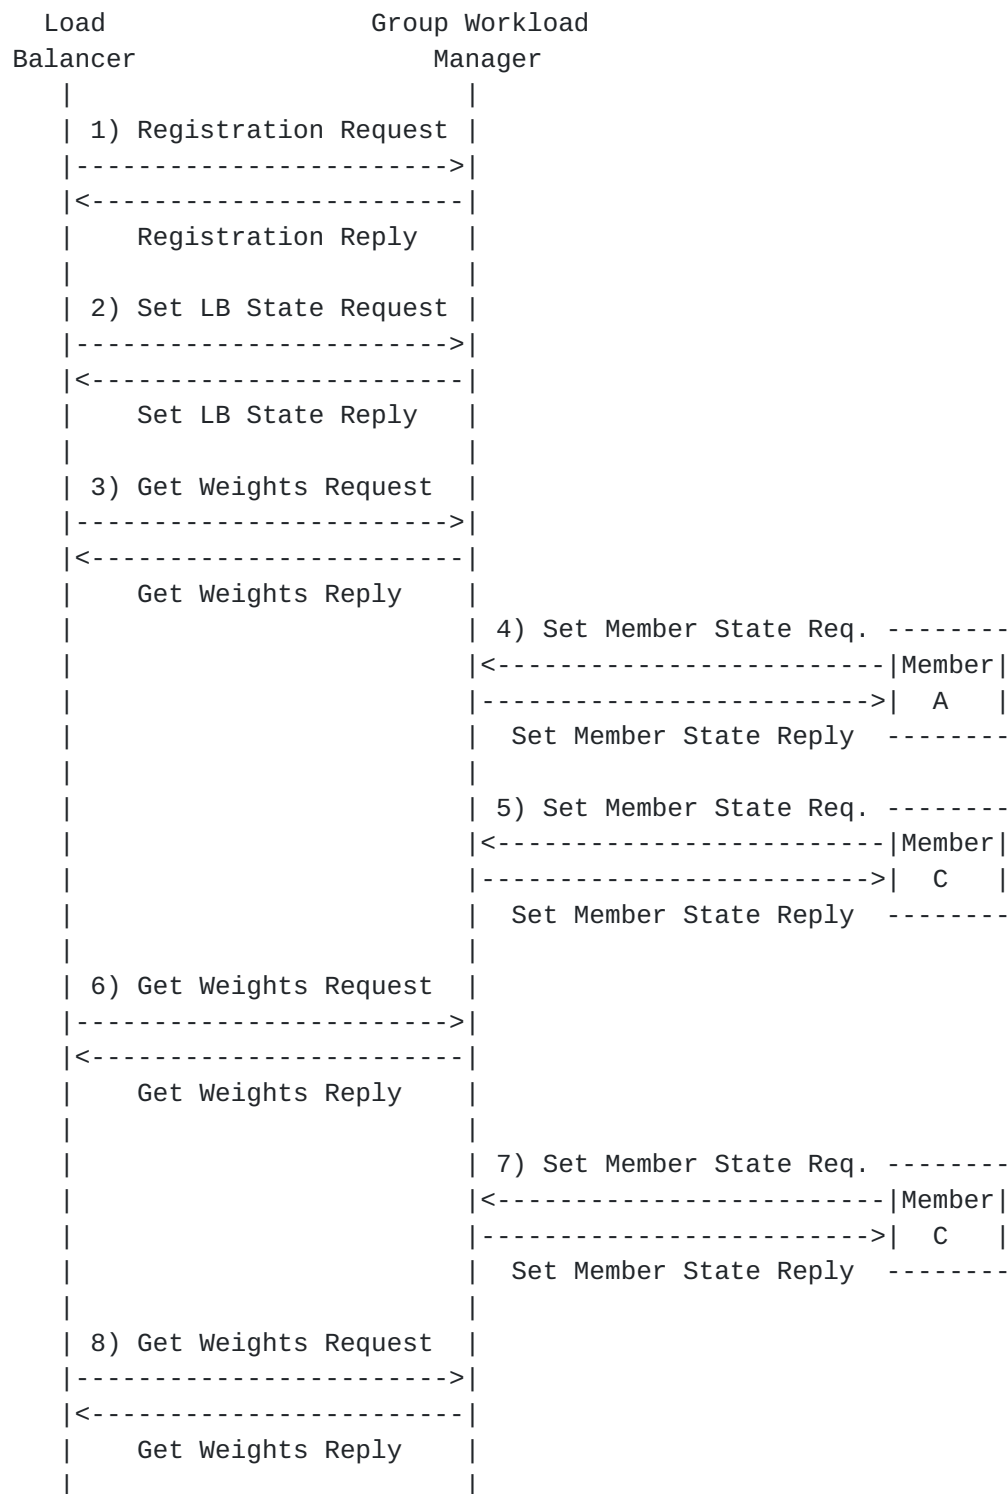 Load                 Group Workload
Balancer                   Manager
| 1) Registration Request |
|------------------------>|
|<------------------------|
|    Registration Reply   |
| 2) Set LB State Request |
|------------------------>|
|<------------------------|
|    Set LB State Reply   |
| 3) Get Weights Request  |
|------------------------>|
|<------------------------|
|    Get Weights Reply    |
|                         | 4) Set Member State Req. --------
|                         |<-------------------------|Member|
|                         |------------------------->|  A   |
|                         |  Set Member State Reply  --------
|                         | 5) Set Member State Req. --------
|                         |<-------------------------|Member|
|                         |------------------------->|  C   |
|                         |  Set Member State Reply  --------
| 6) Get Weights Request  |
|------------------------>|
|<------------------------|
|    Get Weights Reply    |
|                         | 7) Set Member State Req. --------
|                         |<-------------------------|Member|
|                         |------------------------->|  C   |
|                         |  Set Member State Reply  --------
| 8) Get Weights Request  |
|------------------------>|
|<------------------------|
|    Get Weights Reply    |